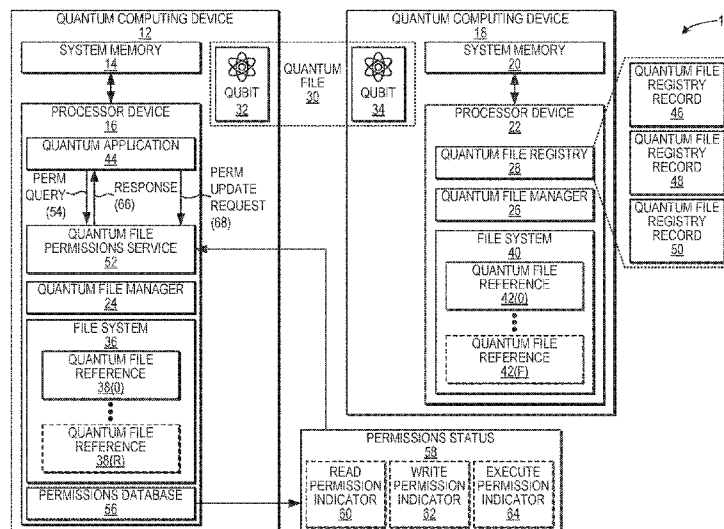 QUANTUM COMPUTING DEVICE
12
SYSTEM MEMORY
14
PROCESSOR DEVICE
16
QUANTUM APPLICATION
44
PERM
QUERY
(54)
RESPONSE
(66)
PERM
UPDATE
REQUEST
(68)
QUANTUM FILE
PERMISSIONS SERVICE
52
QUANTUM FILE MANAGER
24
FILE SYSTEM
36
QUANTUM FILE
REFERENCE
38(0)
QUANTUM FILE
REFERENCE
38(R)
PERMISSIONS DATABASE
56
QUBIT
32
QUANTUM
FILE
30
QUBIT
34
QUANTUM COMPUTING DEVICE
18
SYSTEM MEMORY
20
PROCESSOR DEVICE
22
QUANTUM FILE REGISTRY
28
QUANTUM FILE MANAGER
26
FILE SYSTEM
40
QUANTUM FILE
REFERENCE
42(0)
QUANTUM FILE
REFERENCE
42(F)
1
QUANTUM FILE
REGISTRY
RECORD
46
QUANTUM FILE
REGISTRY
RECORD
48
QUANTUM FILE
REGISTRY
RECORD
50
PERMISSIONS STATUS
58
READ
PERMISSION
INDICATOR
60
WRITE
PERMISSION
INDICATOR
62
EXECUTE
PERMISSION
INDICATOR
64